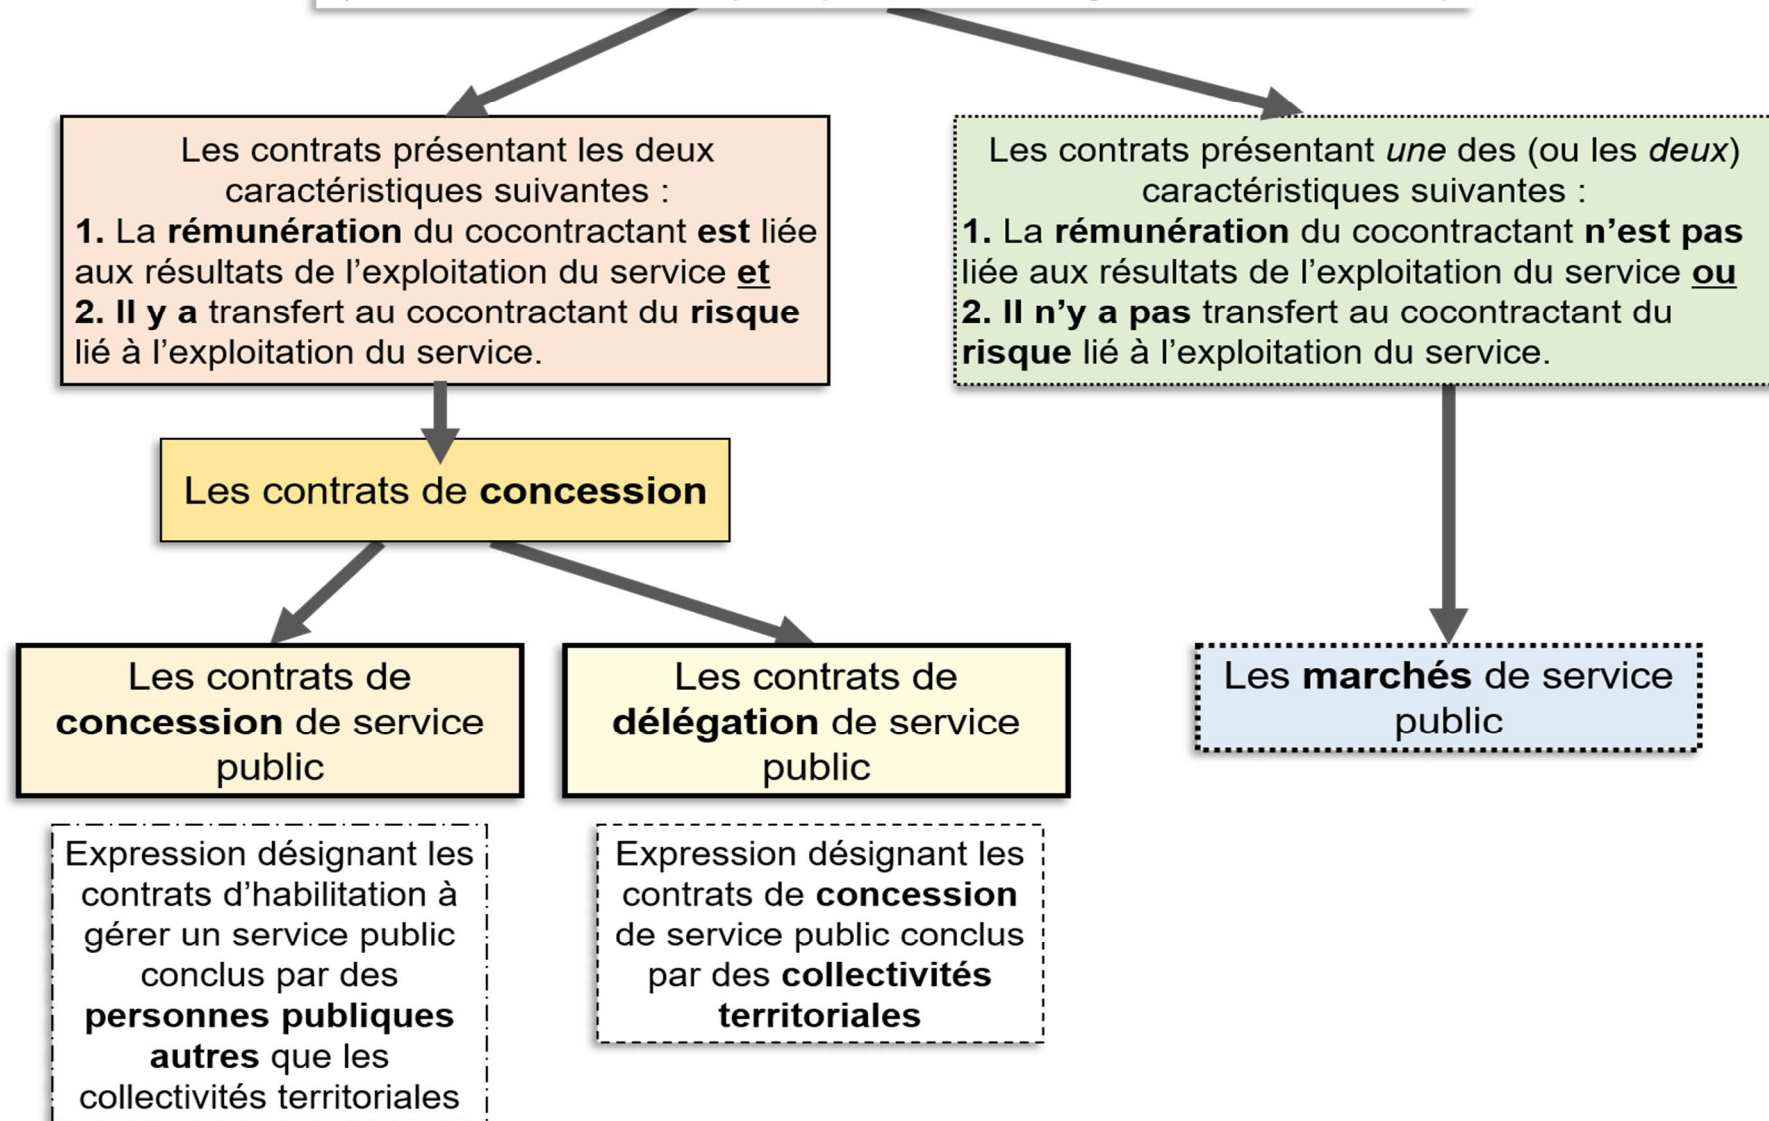 Les contrats présentant les deux
caractéristiques suivantes :
1. La rémunération du cocontractant est liée
aux résultats de l’exploitation du service et
2. Il y a transfert au cocontractant du risque
lié à l’exploitation du service.
Les contrats présentant une des (ou les deux)
caractéristiques suivantes :
1. La rémunération du cocontractant n’est pas
liée aux résultats de l’exploitation du service ou
2. Il n’y a pas transfert au cocontractant du
risque lié à l’exploitation du service.
Les contrats de concession
Les contrats de
concession de service
public
Les contrats de
délégation de service
public
Les marchés de service
public
Expression désignant les
contrats d’habilitation à
gérer un service public
conclus par des
personnes publiques
autres que les
collectivités territoriales
Expression désignant les
contrats de concession
de service public conclus
par des collectivités
territoriales